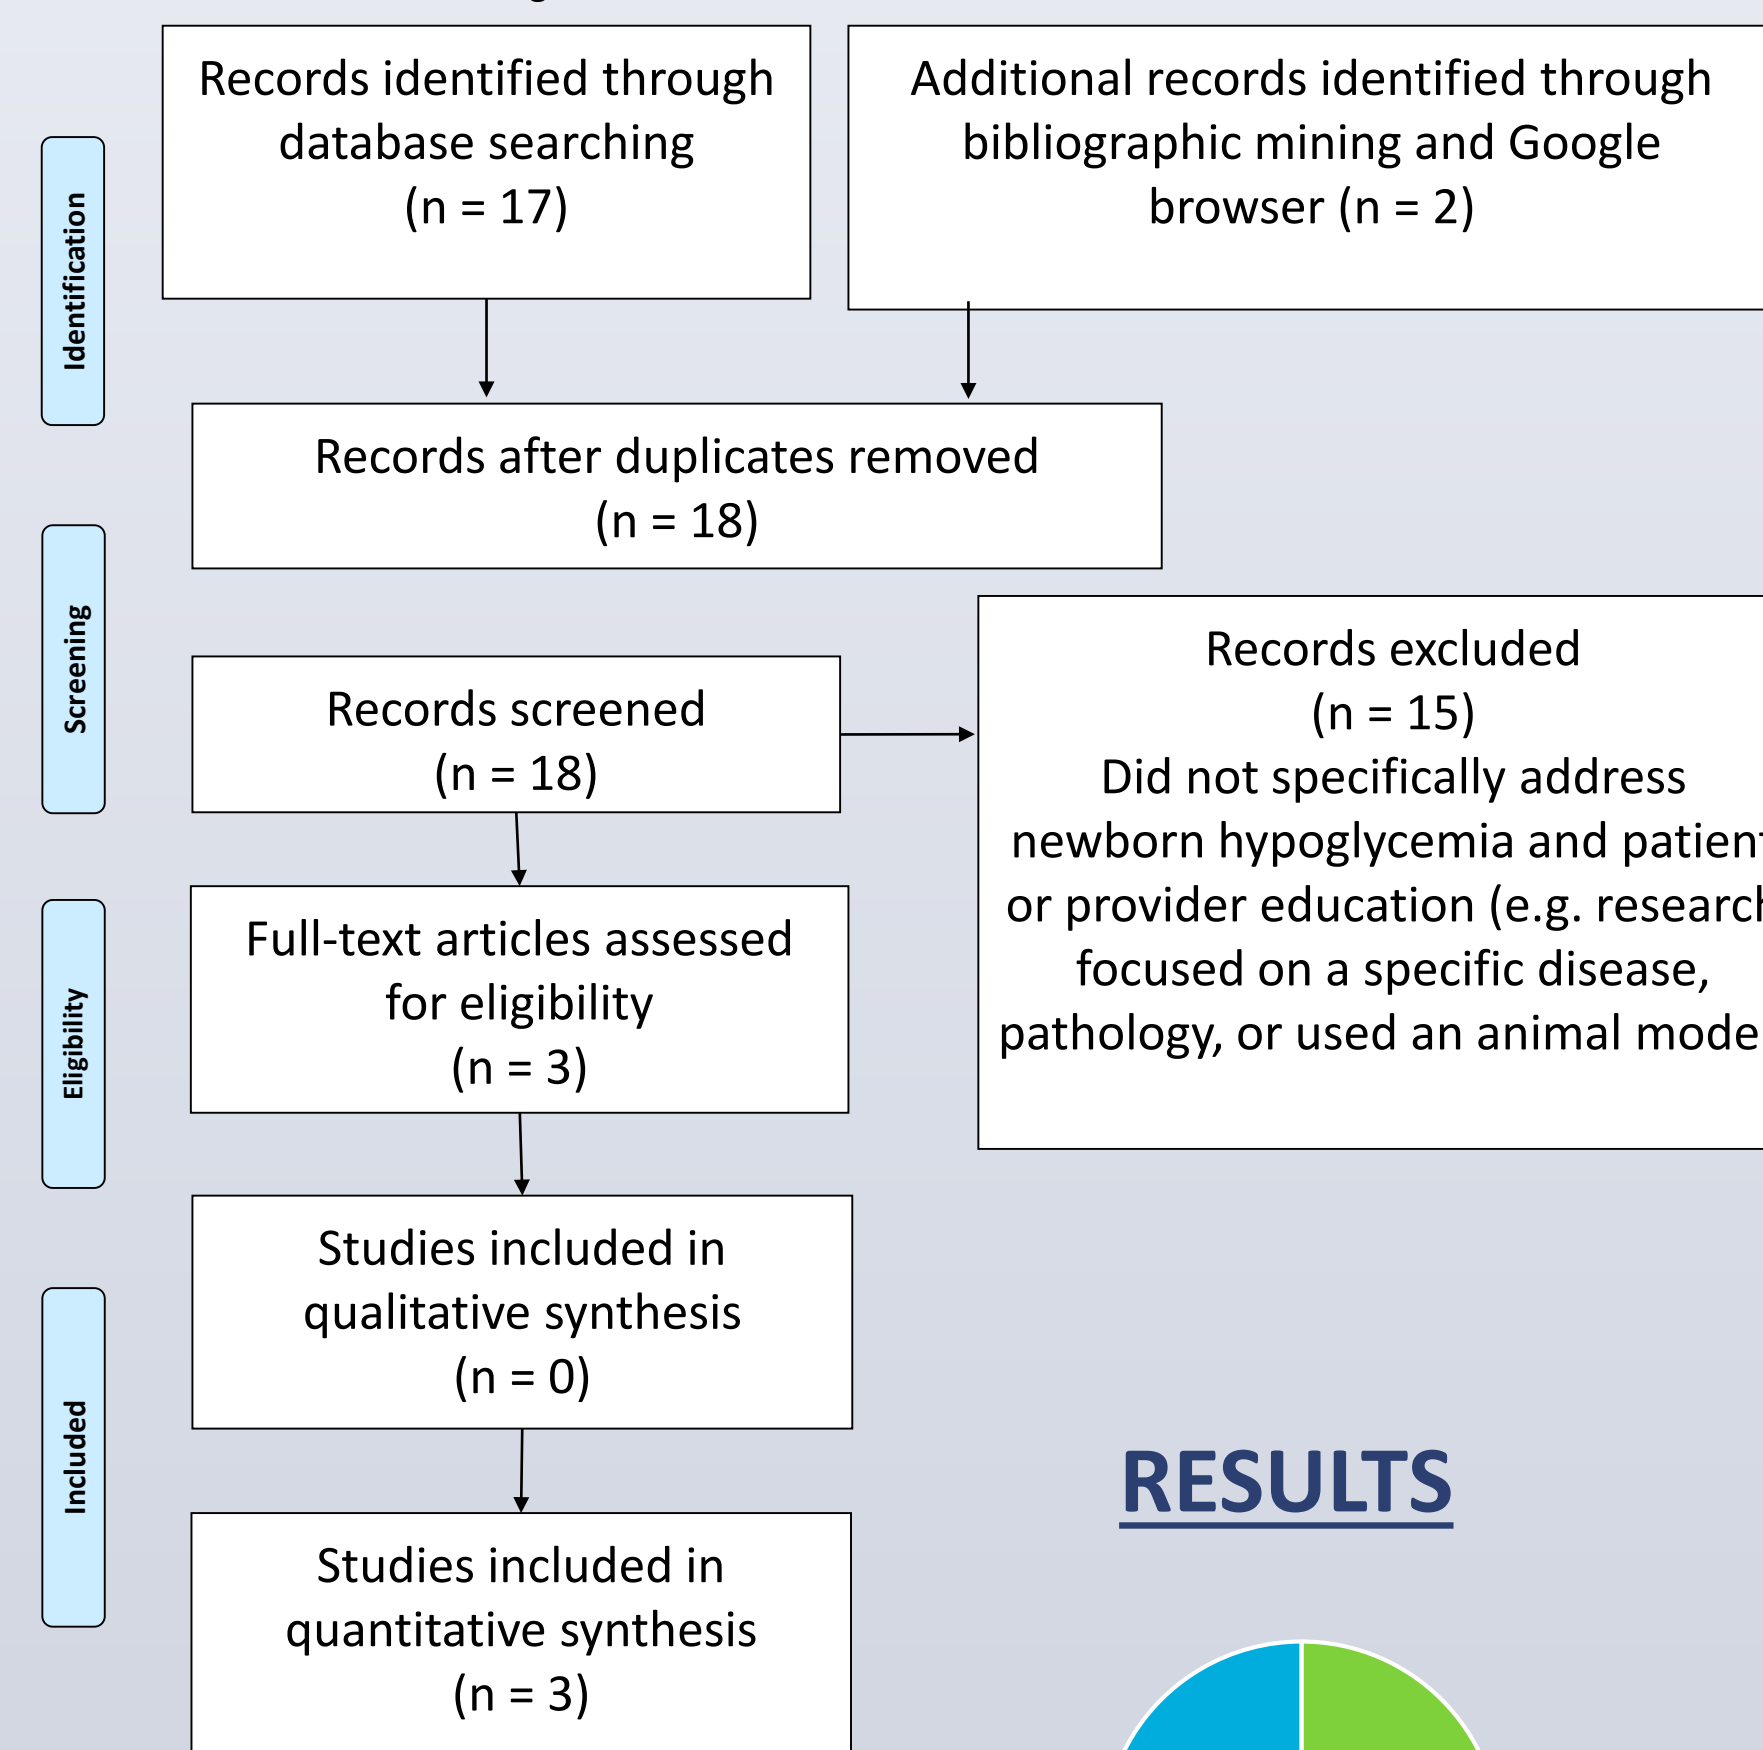 Identification
Records identified through
database searching
(n = 17)
Additional records identified through
bibliographic mining and Google
browser (n = 2)
Records after duplicates removed
(n = 18)
Screening
Records screened
(n = 18)
Records excluded
(n = 15)
Did not specifically address
newborn hypoglycemia and patient
or provider education (e.g. research
focused on a specific disease,
pathology, or used an animal mode
Eligibility
Full-text articles assessed
for eligibility
(n = 3)
Included
Studies included in
qualitative synthesis
(n = 0)
Studies included in
quantitative synthesis
(n = 3)
RESULTS